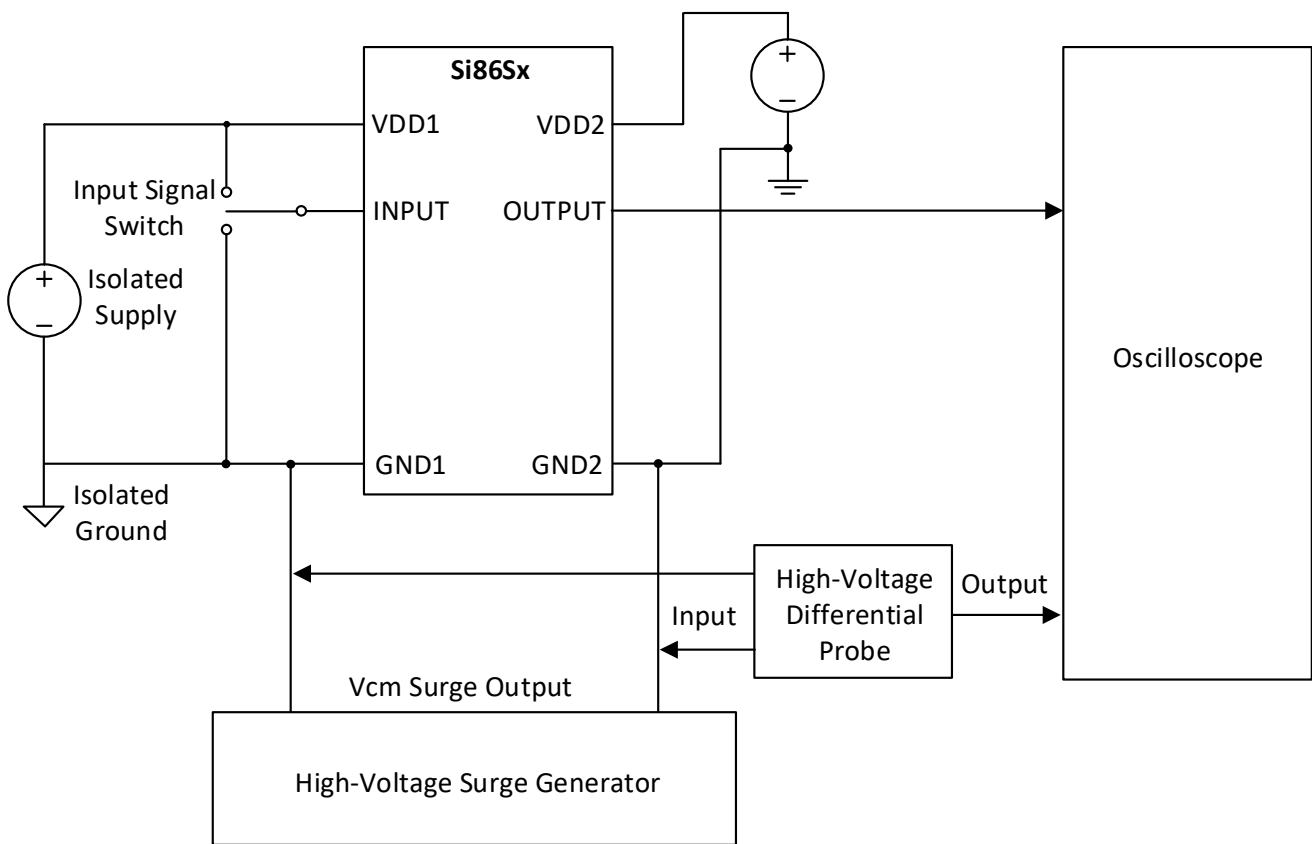 Si86Sx
VDD1
VDD2
Input Signal
Switch
INPUT
OUTPUT
+
−
+
−
Isolated
Supply
Oscilloscope
GND1
GND2
Isolated
Ground
High-Voltage
Differential
Probe
Input
Output
Vcm Surge Output
High-Voltage Surge Generator